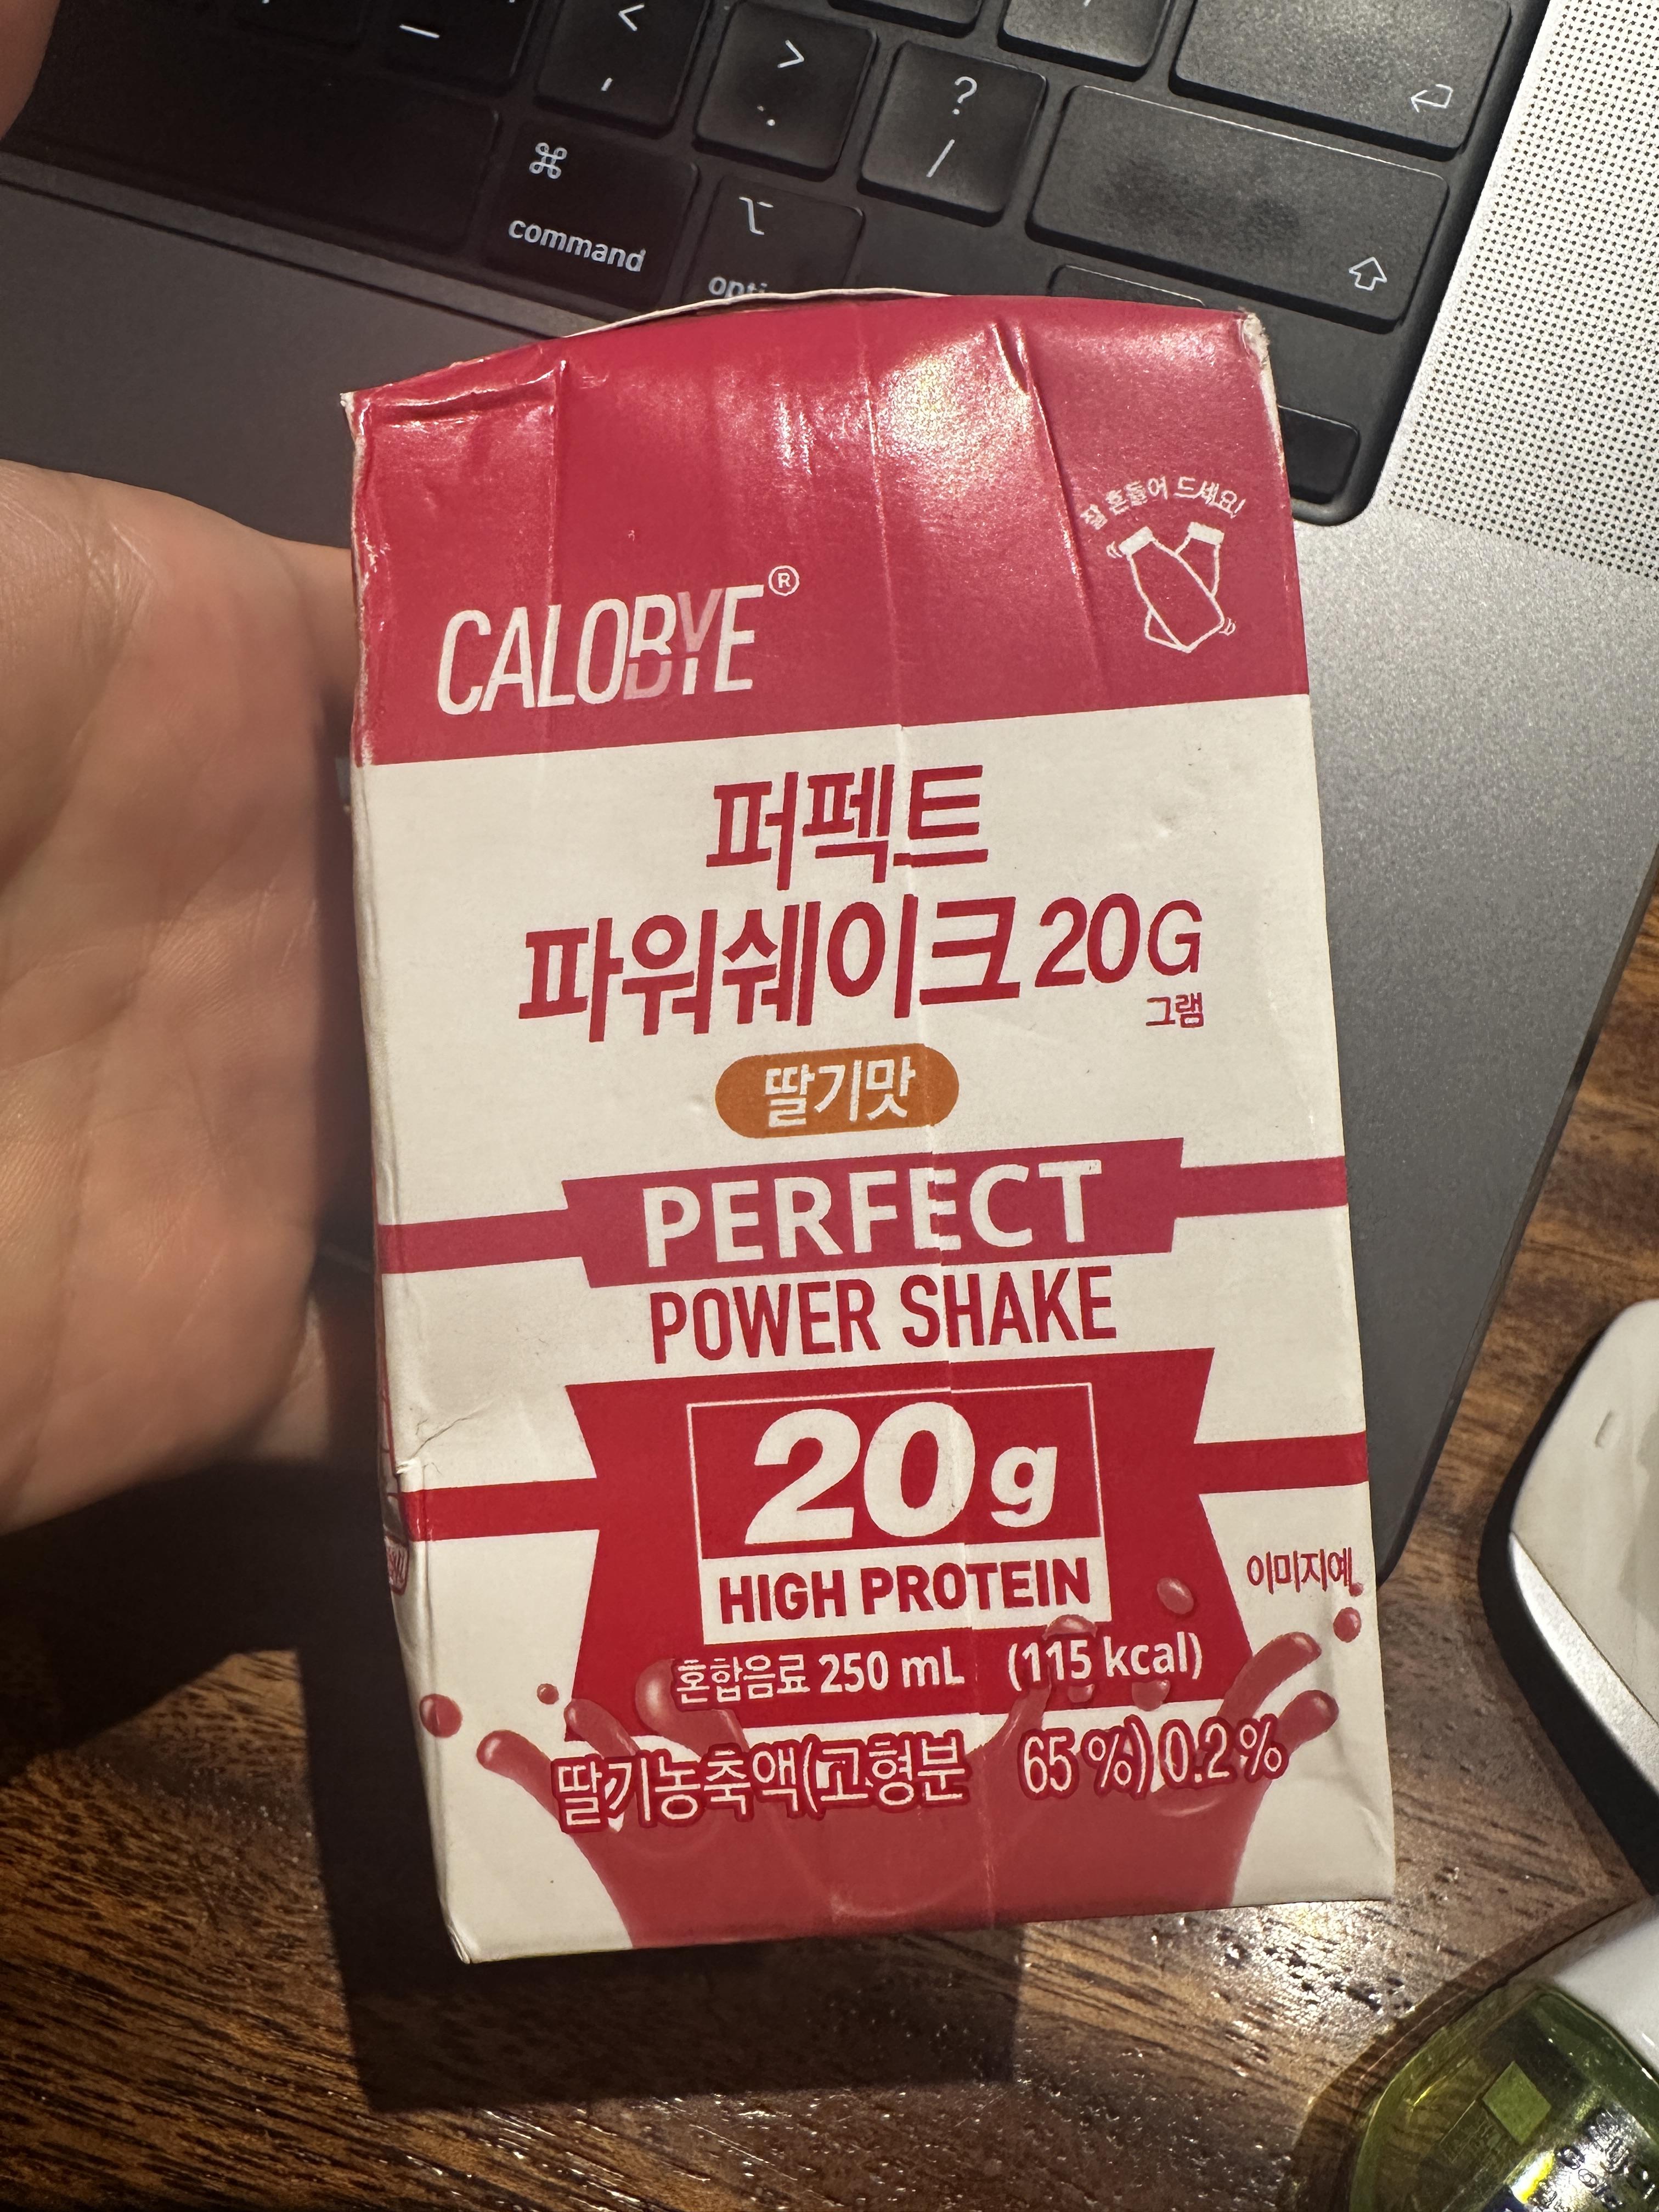 <
,
>
.
?
/
⌘
command
⌥
잘 흔들어 드세요!
CALOBYE®
퍼펙트
파워쉐이크 20G
그램
딸기맛
PERFECT
POWER SHAKE
20g
HIGH PROTEIN
이미지예
혼합음료 250 mL (115 kcal)
딸기농축액(고형분 65%)0.2%